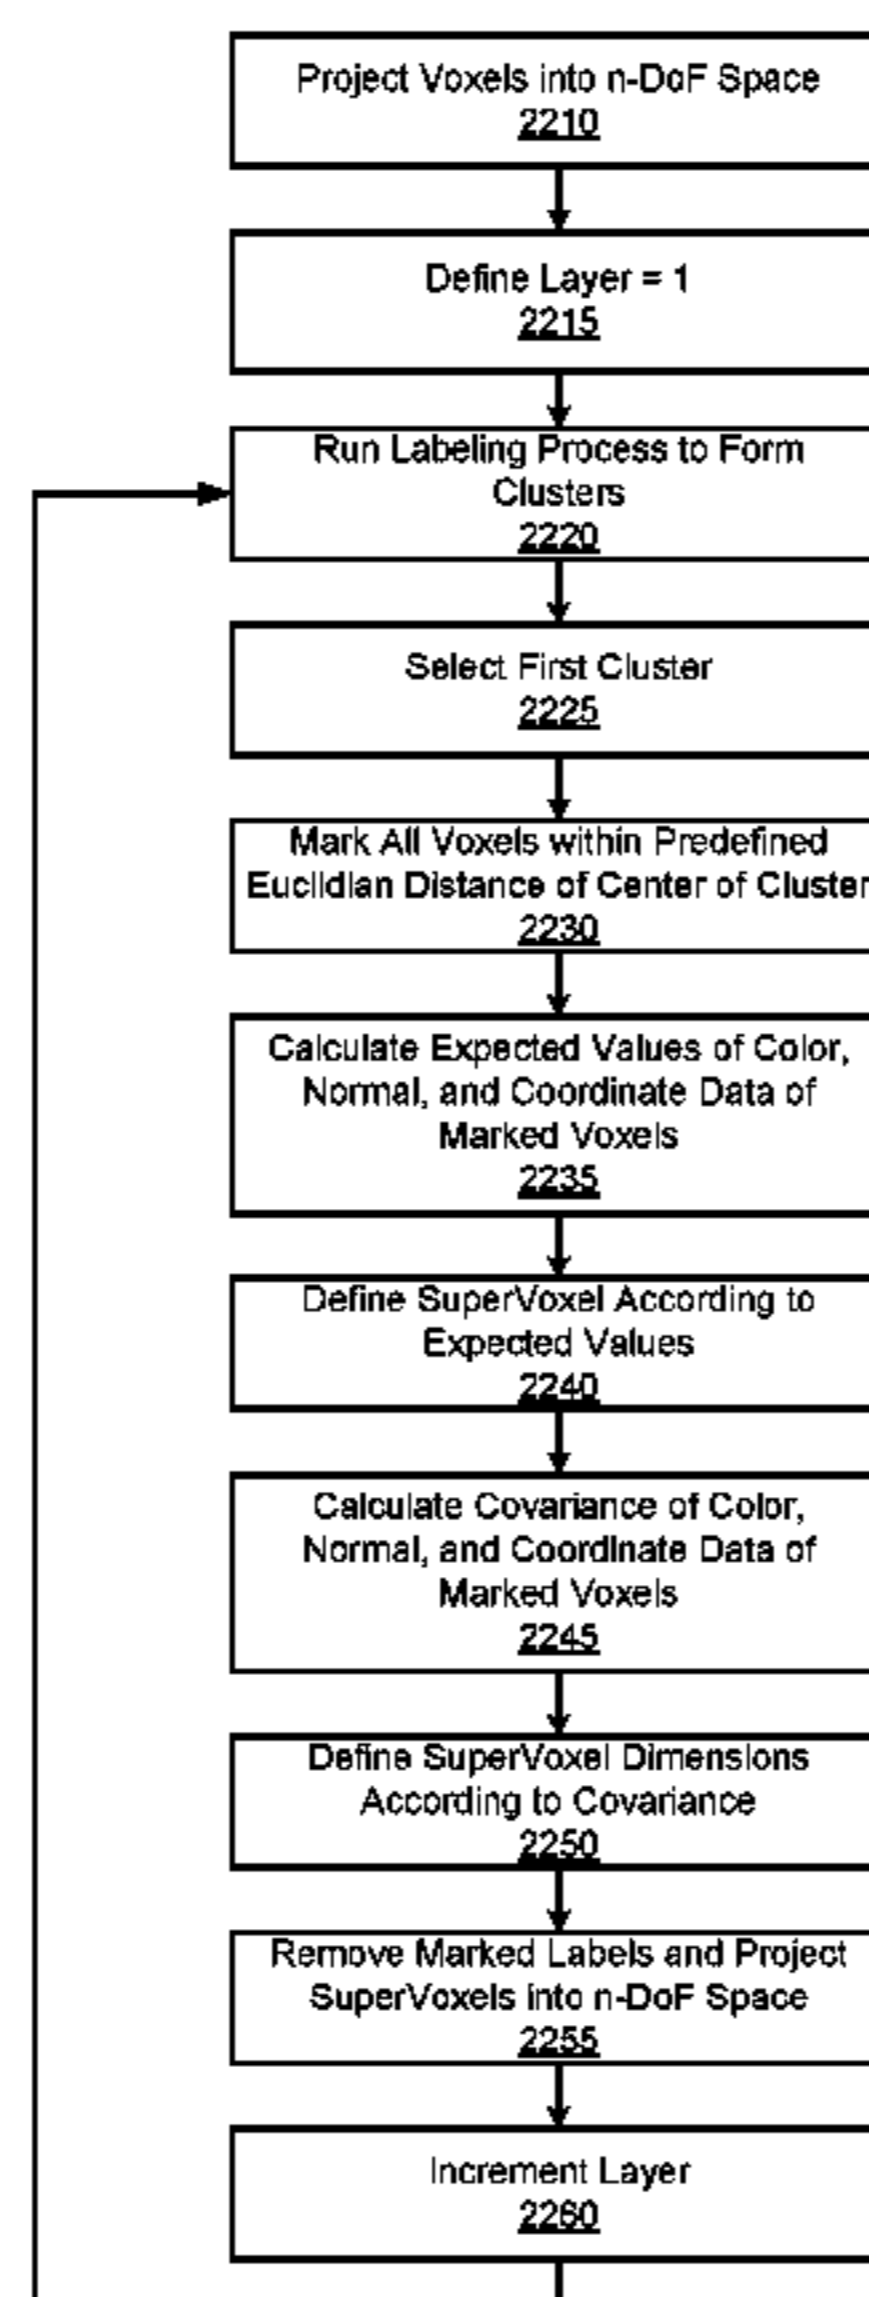 Project Voxels into n-DoF Space
2210
Define Layer = 1
2215
Run Labeling Process to Form
Clusters
2220
Select First Cluster
2225
Mark All Voxels within Predefined
Euclidian Distance of Center of Cluster
2230
Calculate Expected Values of Color,
Normal, and Coordinate Data of
Marked Voxels
2235
Define SuperVoxel According to
Expected Values
2240
Calculate Covariance of Color,
Normal, and Coordinate Data of
Marked Voxels
2245
Define SuperVoxel Dimensions
According to Covariance
2250
Remove Marked Labels and Project
SuperVoxels into n-DoF Space
2255
Increment Layer
2260